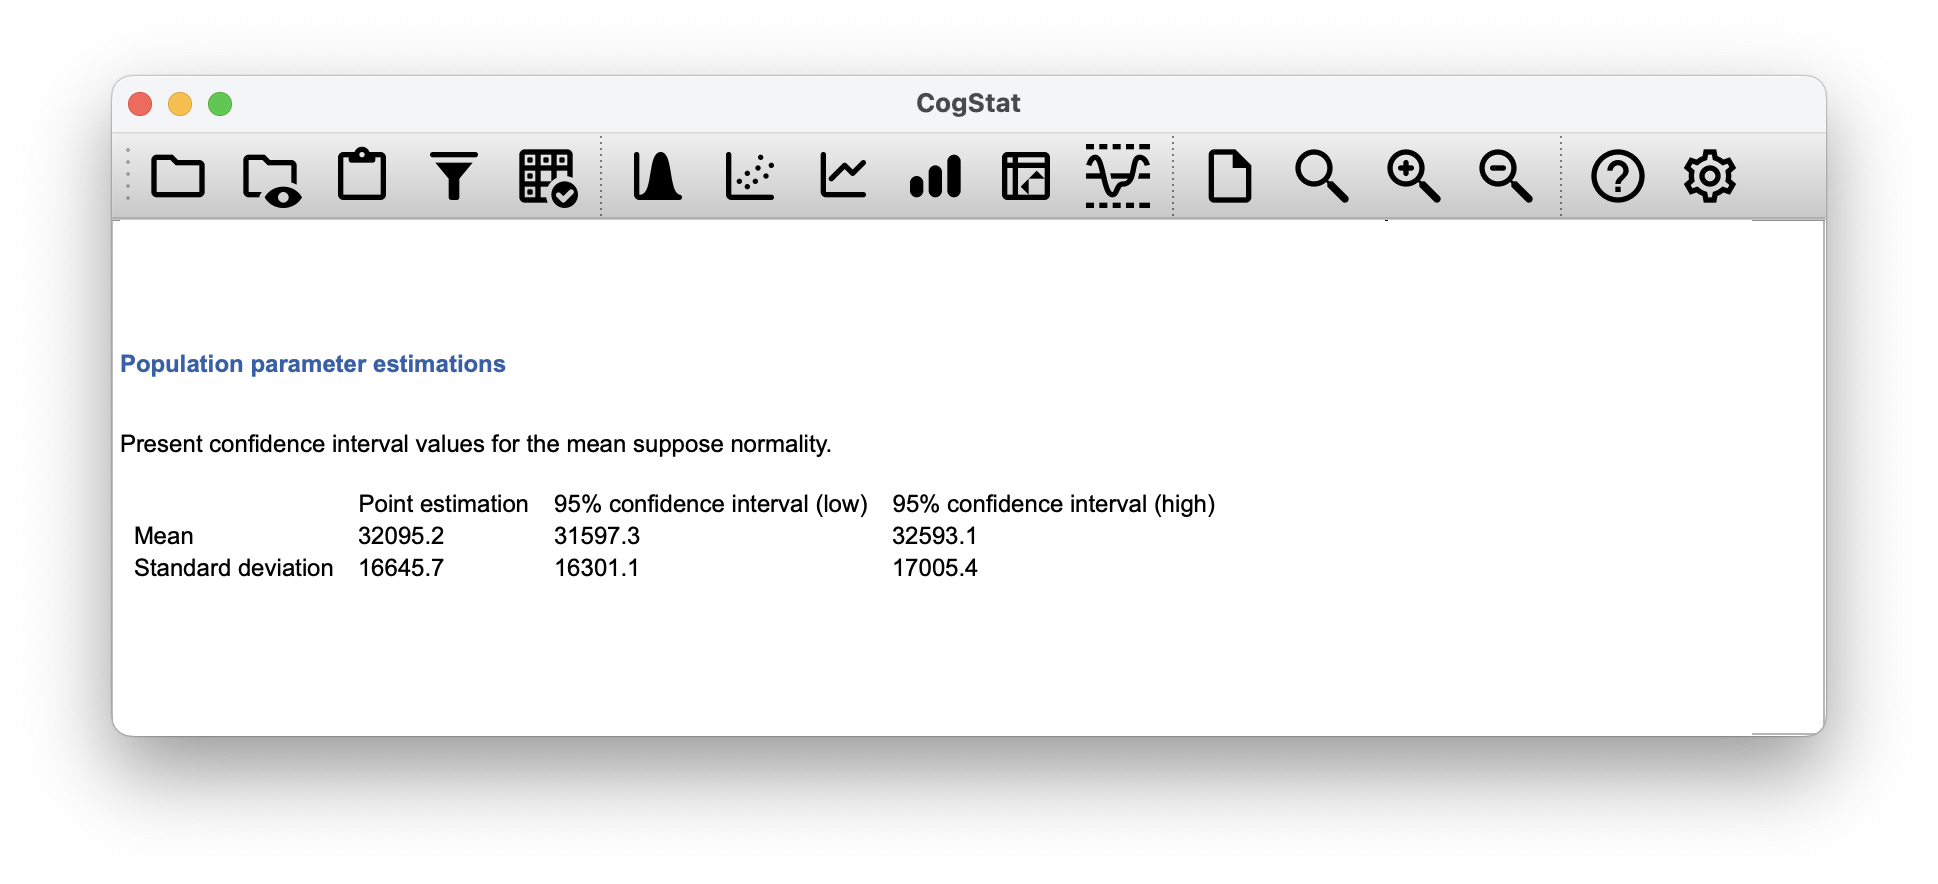 CogStat
Population parameter estimations
Present confidence interval values for the mean suppose normality.
Point estimation 95% confidence interval (low) 95% confidence interval (high)
Mean 32095.2 31597.3 32593.1
Standard deviation 16645.7 16301.1 17005.4